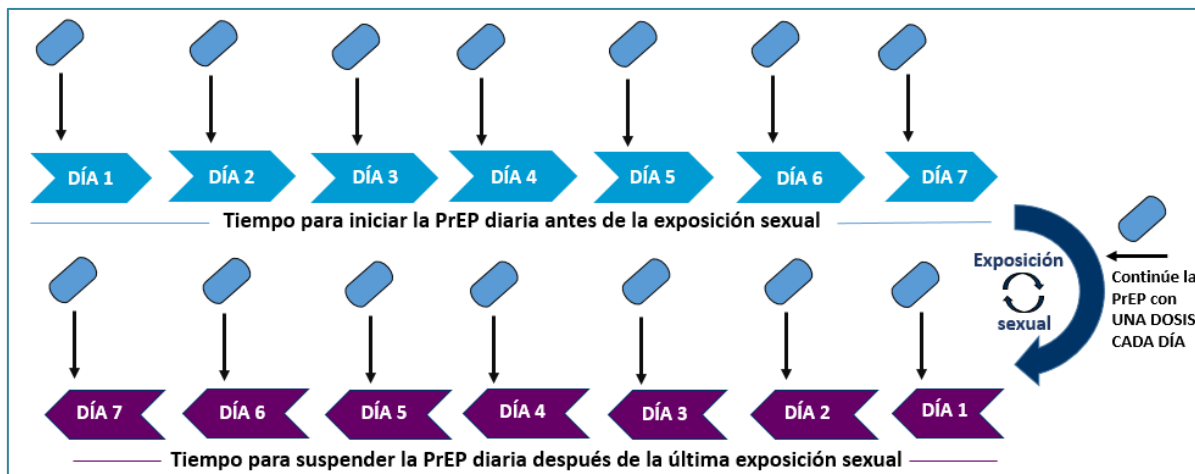 DÍA 1
DÍA 2
DÍA 3
DÍA 4
DÍA 5
DÍA 6
DÍA 7
Tiempo para iniciar la PrEP diaria antes de la exposición sexual
Exposición
sexual
Continúe la
PrEP con
UNA DOSIS
CADA DÍA
DÍA 7
DÍA 6
DÍA 5
DÍA 4
DÍA 3
DÍA 2
DÍA 1
Tiempo para suspender la PrEP diaria después de la última exposición sexual